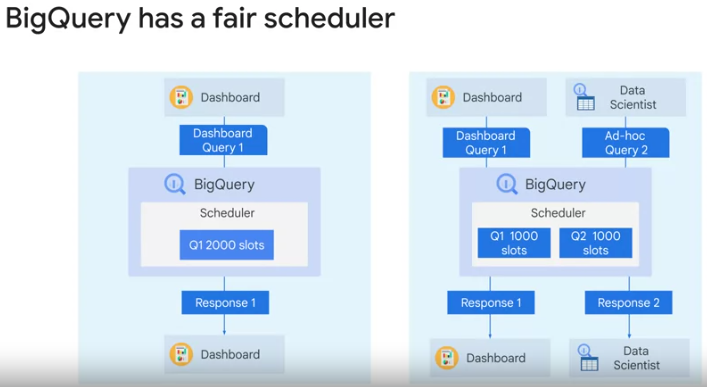 BigQuery has a fair scheduler
Dashboard
Dashboard
Query 1
BigQuery
Scheduler
Q1 2000 slots
Response 1
Dashboard
Dashboard
Data
Scientist
Dashboard
Query 1
Ad-hoc
Query 2
BigQuery
Scheduler
Q1 1000
slots
Q2 1000
slots
Response 1
Response 2
Dashboard
Data
Scientist